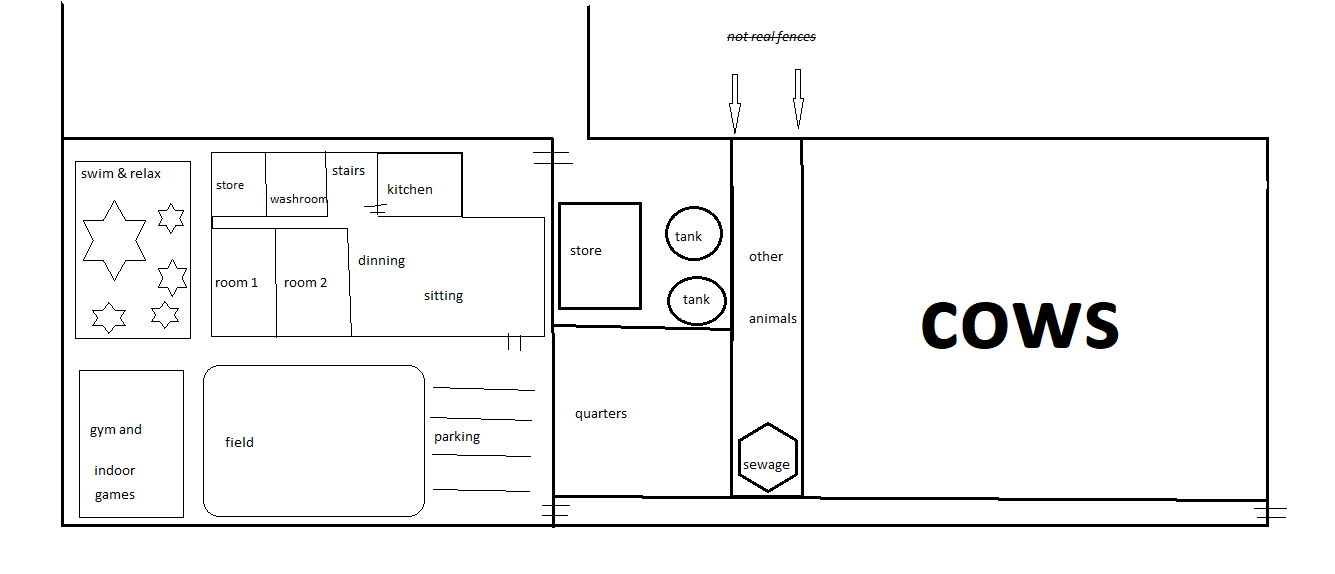 not real fences
swim & relax
store
washroom
stairs
kitchen
room 1
room 2
dinning
sitting
gym and
indoor
games
field
parking
store
tank
tank
quarters
other
animals
sewage
COWS